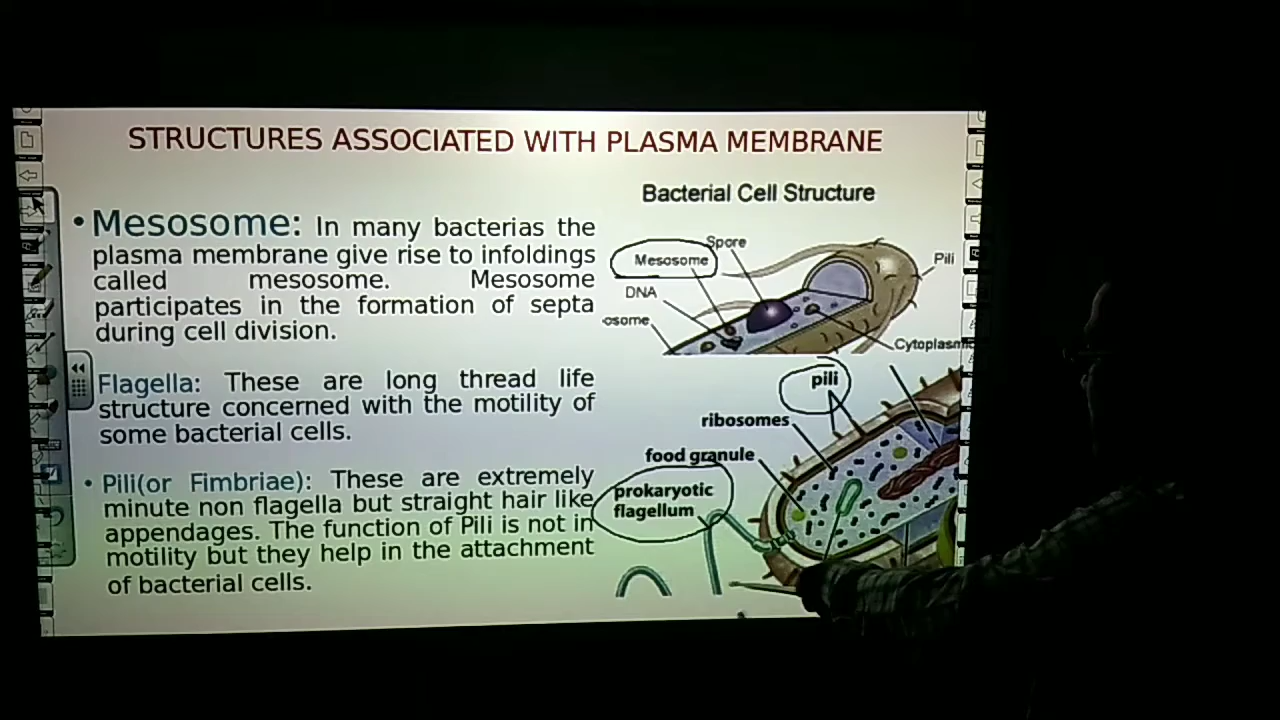 STRUCTURES ASSOCIATED WITH PLASMA MEMBRANE
• Mesosome: In many bacterias the
plasma membrane give rise to infoldings
called mesosome. Mesosome
participates in the formation of septa
during cell division.
Flagella: These are long thread life
structure concerned with the motility of
some bacterial cells.
• Pili(or Fimbriae): These are extremely
minute non flagella but straight hair like
appendages. The function of Pili is not in
motility but they help in the attachment
of bacterial cells.
Bacterial Cell Structure
Spore
Mesosome
Pili
DNA
osome
Cytoplasm
pili
ribosomes
food granule
prokaryotic
flagellum